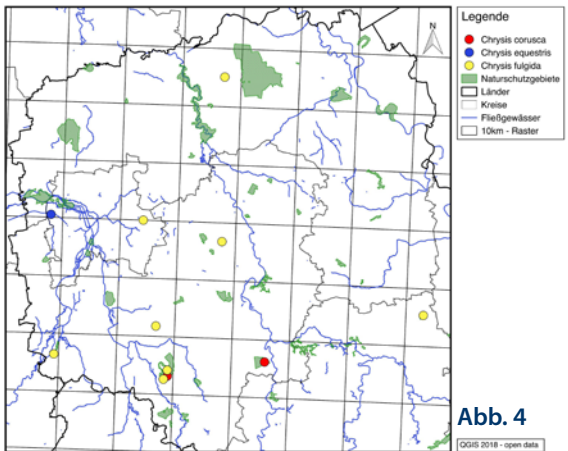 N
Legende
Chrysis corusca
Chrysis equestris
Chrysis fulgida
Naturschutzgebiete
Länder
Kreise
Fließgewässer
10km - Raster
Abb. 4
QGIS 2018 - open data